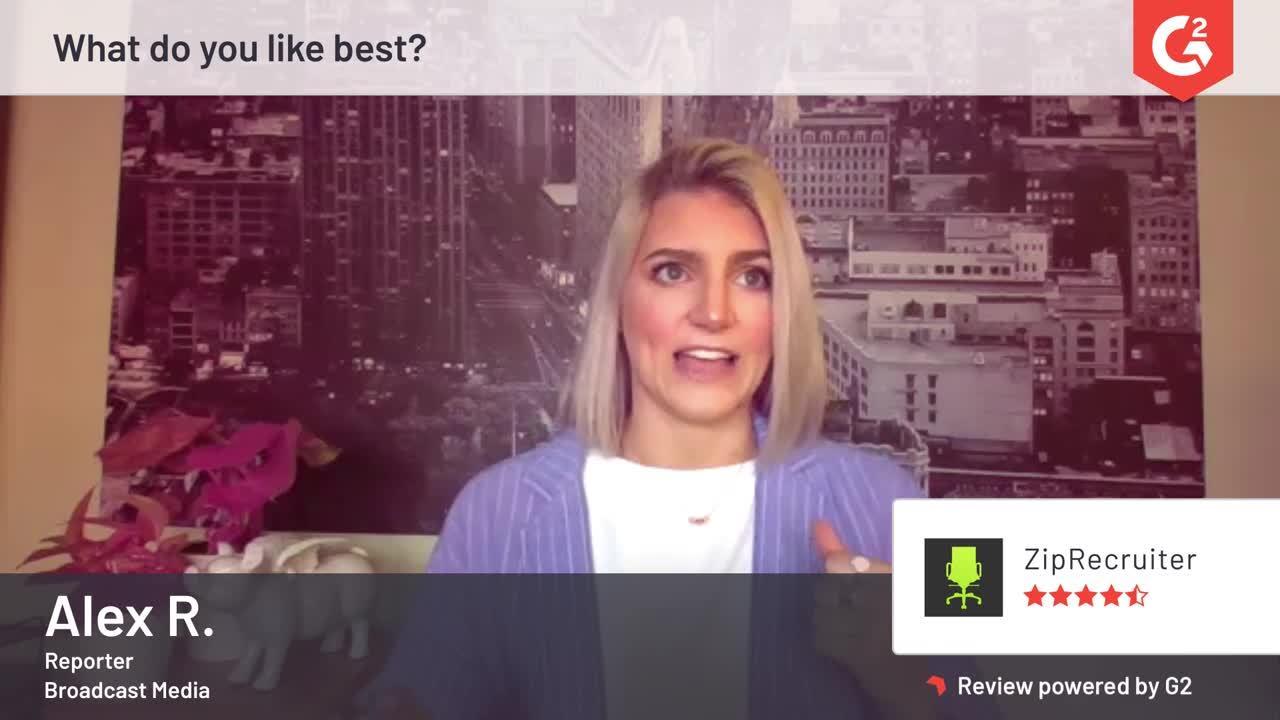 What do you like best?
G2
ZipRecruiter
Alex R.
Reporter
Broadcast Media
Review powered by G2